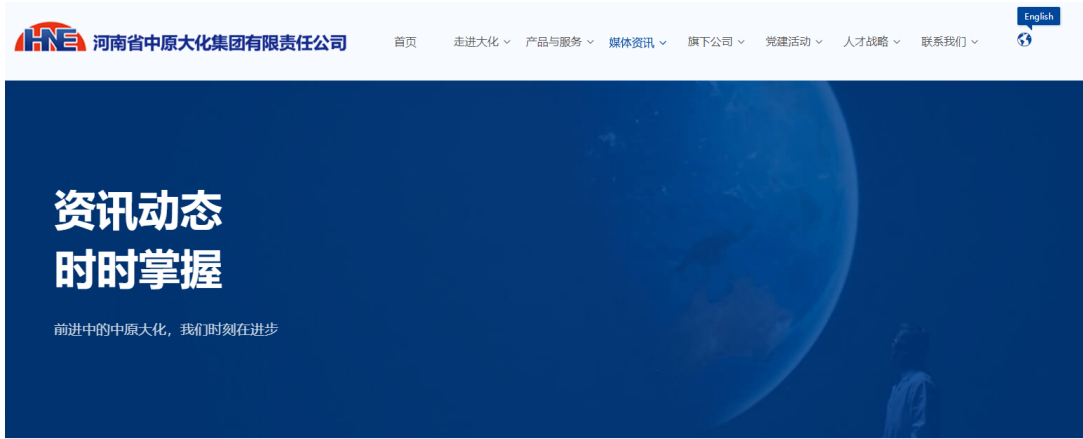 English
HNE 河南省中原大化集团有限责任公司 首页 走进大化 产品与服务 媒体资讯 旗下公司 党建活动 人才战略 联系我们
资讯动态
时时掌握
前进中的中原大化，我们时刻在进步